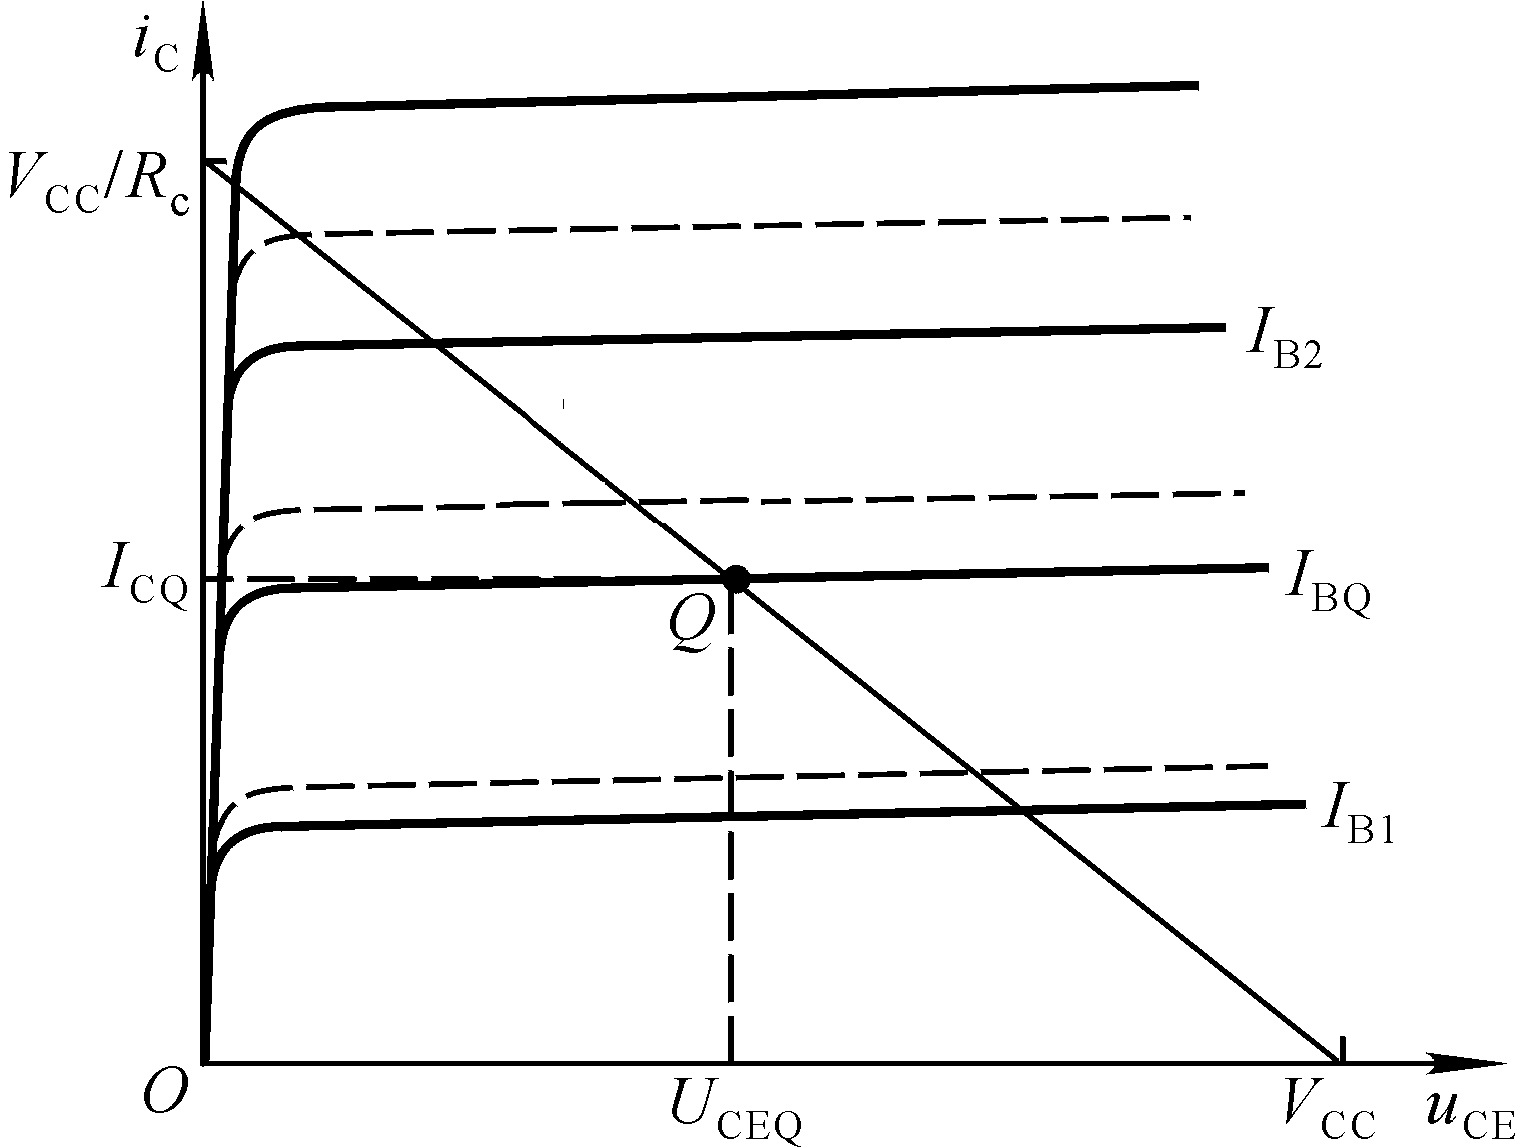 iC
VCC/Rc
IB2
ICQ
Q
IBQ
IB1
O
UCEQ
VCC
uCE